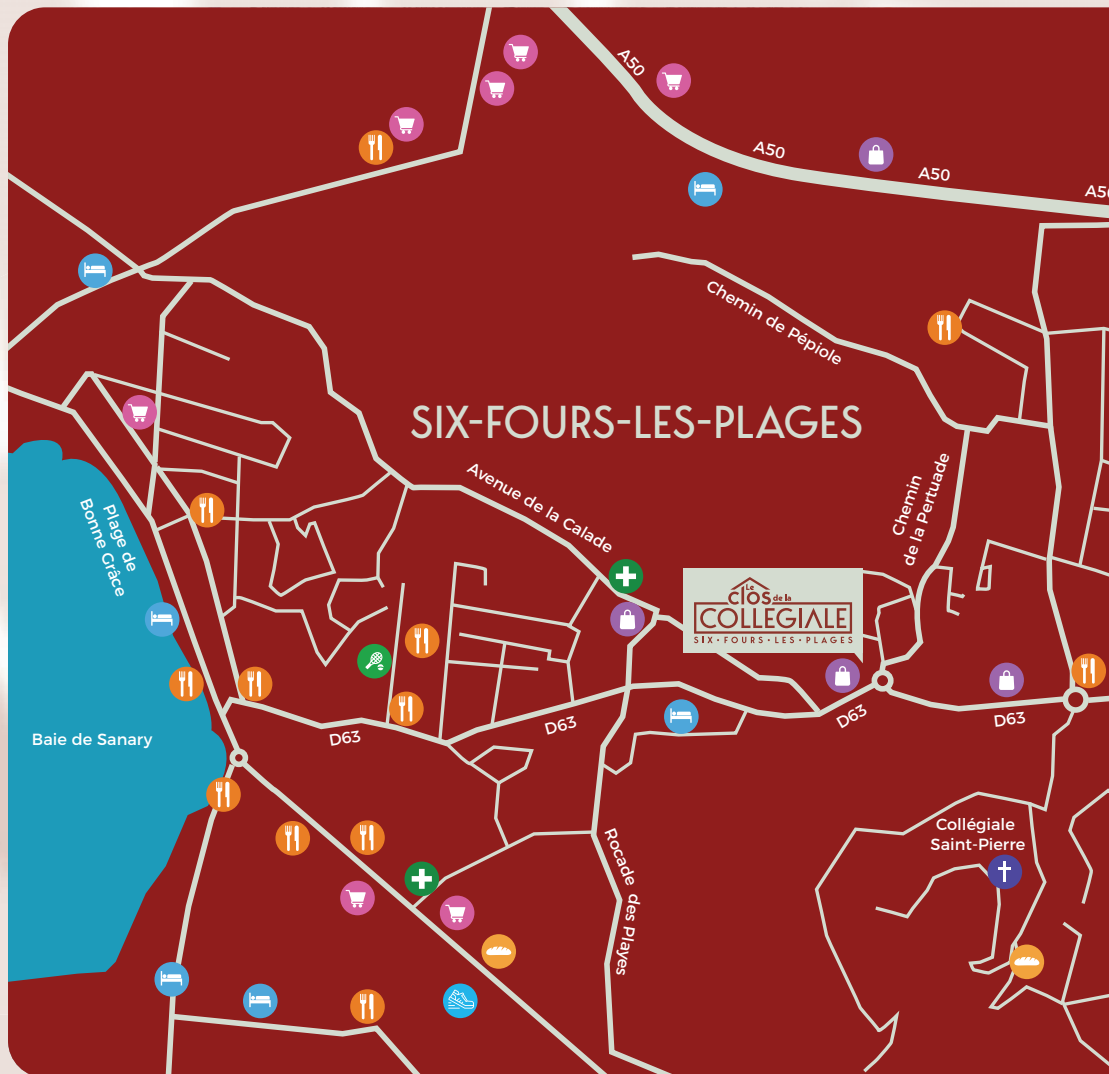 A50
A50
A50
A50
Chemin de Pépiole
SIX-FOURS-LES-PLAGES
Avenue de la Calade
Chemin
de la Pertuade
Plage de
Bonne Grâce
Le
clos de la
COLLEGIALE
SIX·FOURS·LES·PLAGES
Baie de Sanary
D63
D63
D63
D63
Collégiale
Saint-Pierre
Rocade des Playes